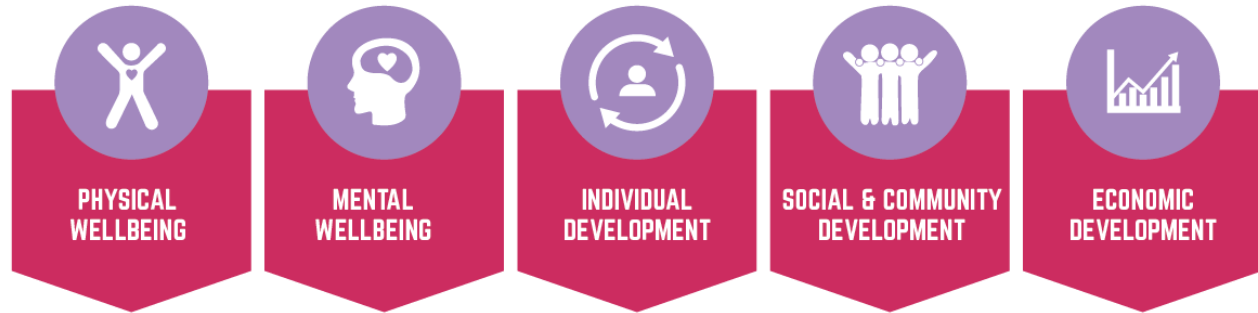 PHYSICAL
WELLBEING
MENTAL
WELLBEING
INDIVIDUAL
DEVELOPMENT
SOCIAL & COMMUNITY
DEVELOPMENT
ECONOMIC
DEVELOPMENT